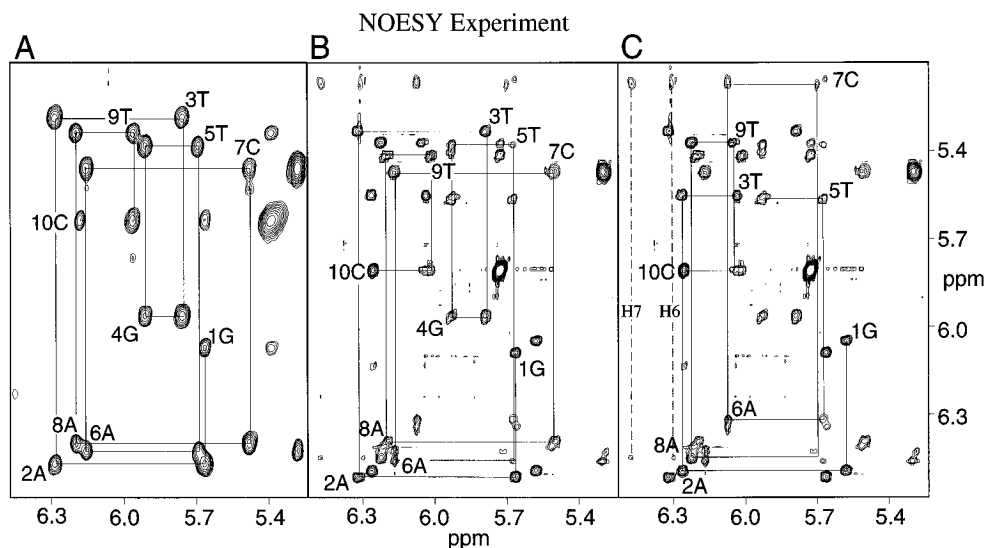 NOESY Experiment
A B C
3T 9T 5T 7C 10C 4G 1G 8A 6A 2A
3T 5T 7C 9T 10C 4G 1G 8A 6A 2A
7C 9T 3T 5T 10C H7 H6 1G 6A 8A 2A
5.4
5.7
ppm
6.0
6.3
6.3 6.0 5.7 5.4 6.3 6.0 5.7 5.4 6.3 6.0 5.7 5.4
ppm